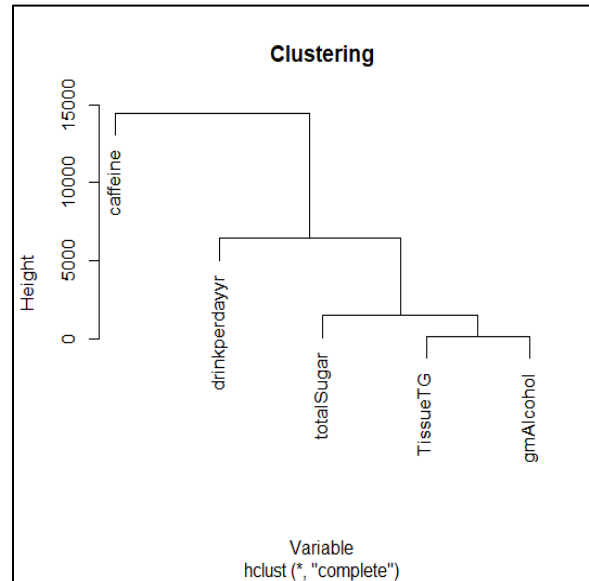 Clustering
Height
15000
10000
5000
0
caffeine
drinkperdayyr
totalSugar
TissueTG
gmAlcohol
Variable
hclust (*, "complete")